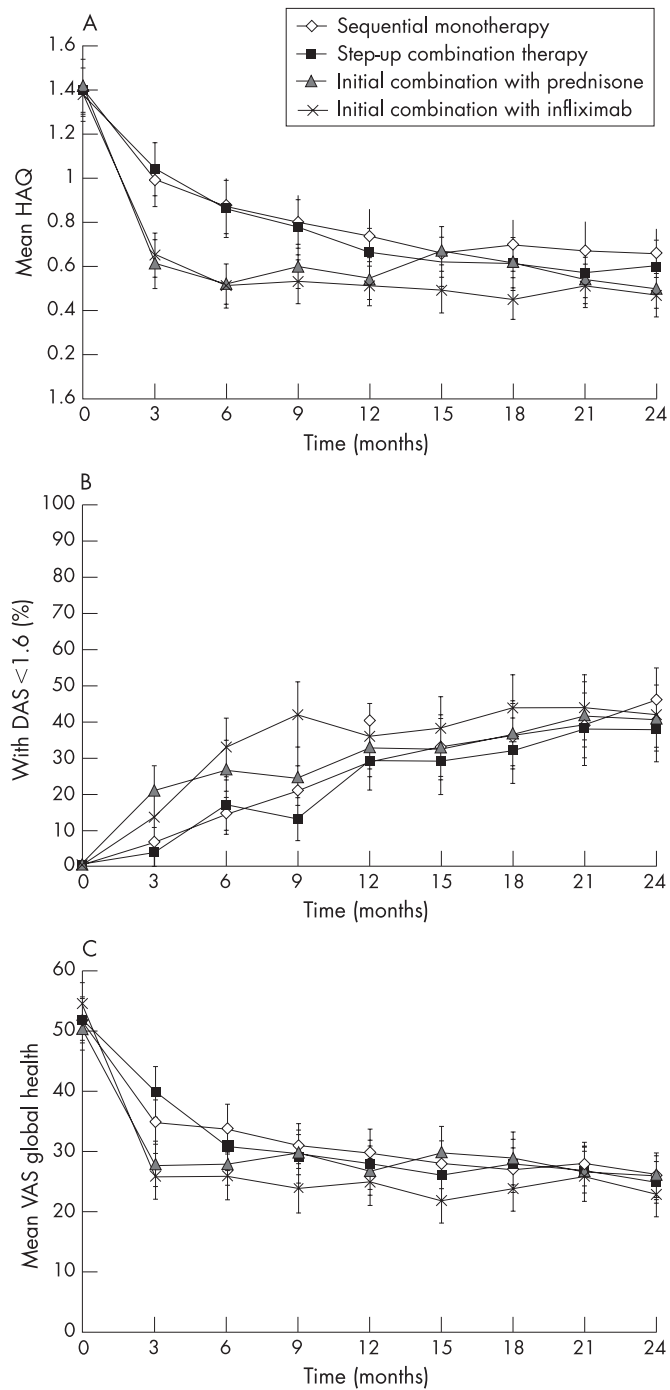 A
Sequential monotherapy
Step-up combination therapy
Initial combination with prednisone
Initial combination with infliximab
1.6
1.4
1.2
1
0.8
0.6
0.4
0.2
1.6
Mean HAQ
0 3 6 9 12 15 18 21 24
Time (months)
B
100
90
80
70
60
50
40
30
20
10
0
With DAS <1.6 (%)
0 3 6 9 12 15 18 21 24
Time (months)
C
60
50
40
30
20
10
0
Mean VAS global health
0 3 6 9 12 15 18 21 24
Time (months)